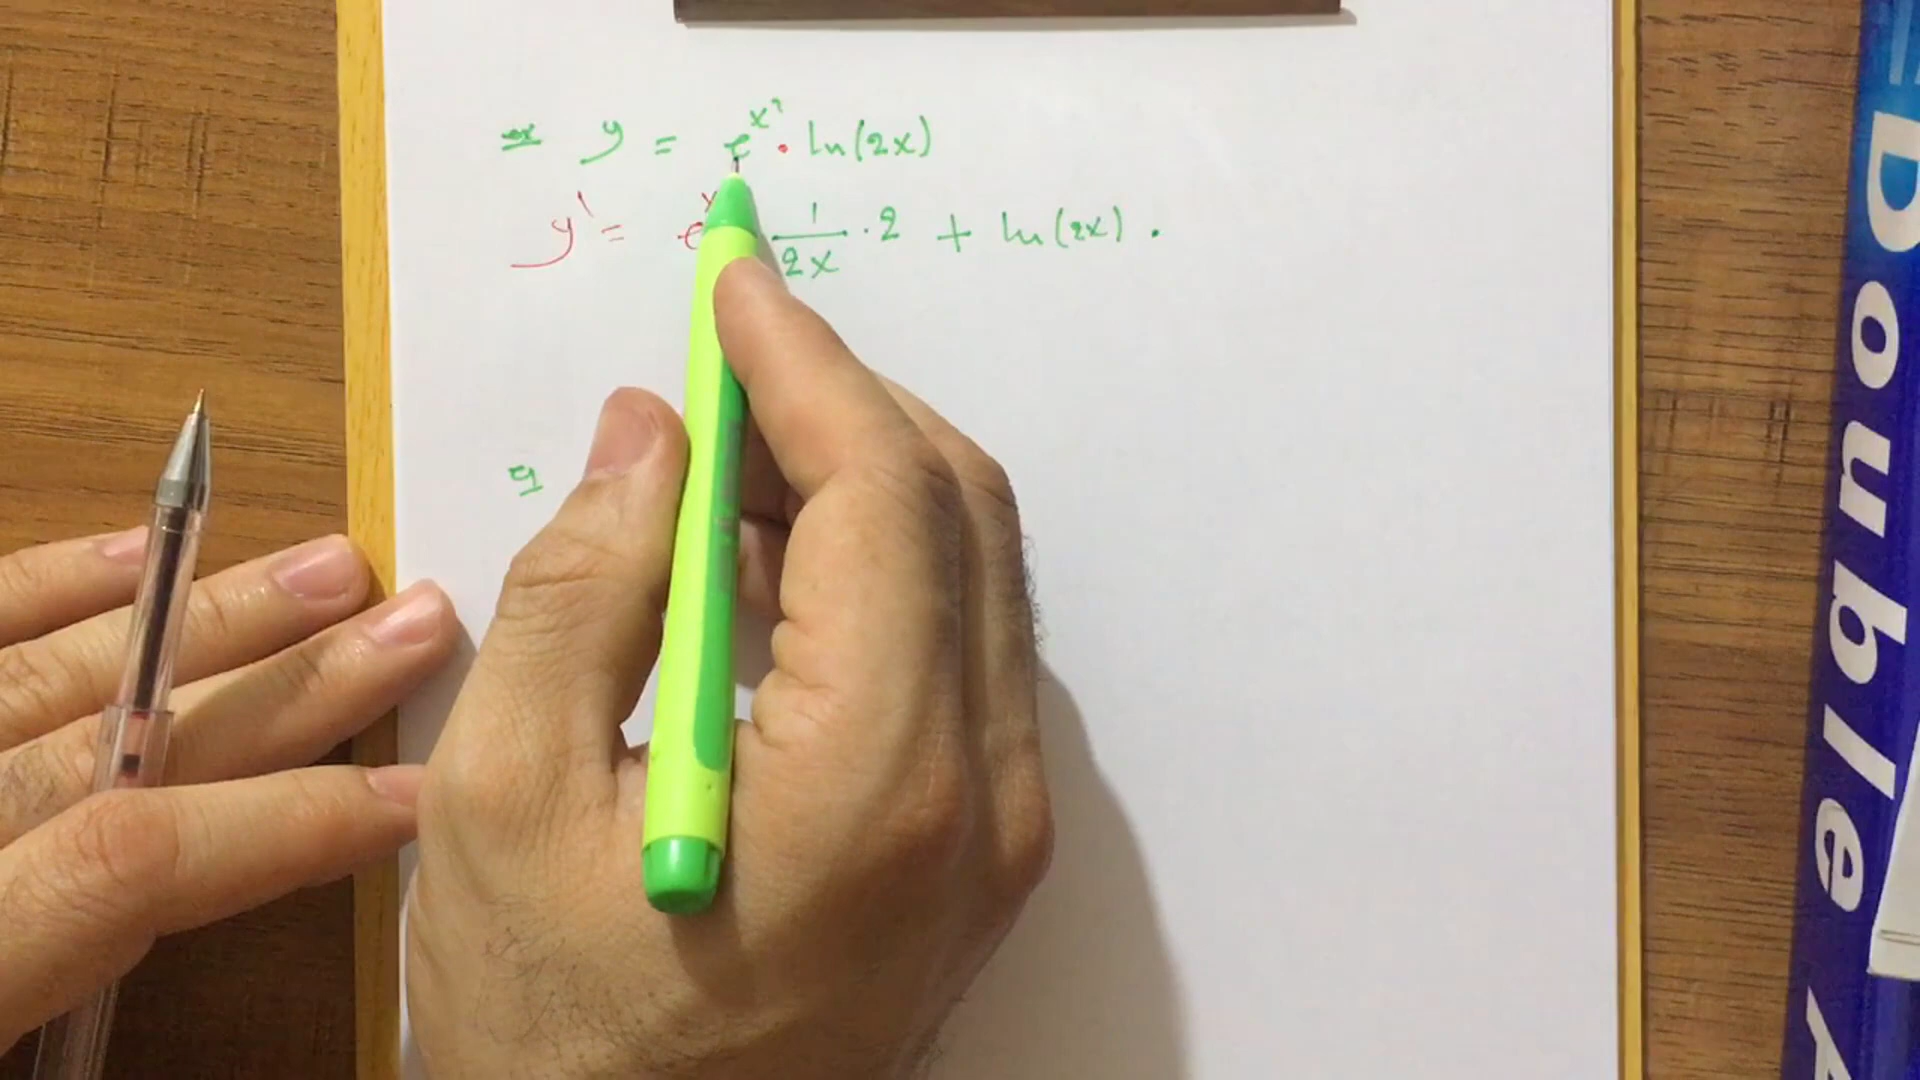 ex y = e^x² · ln(2x)
y' = e^x 1/2x · 2 + ln(2x) ·
Double A